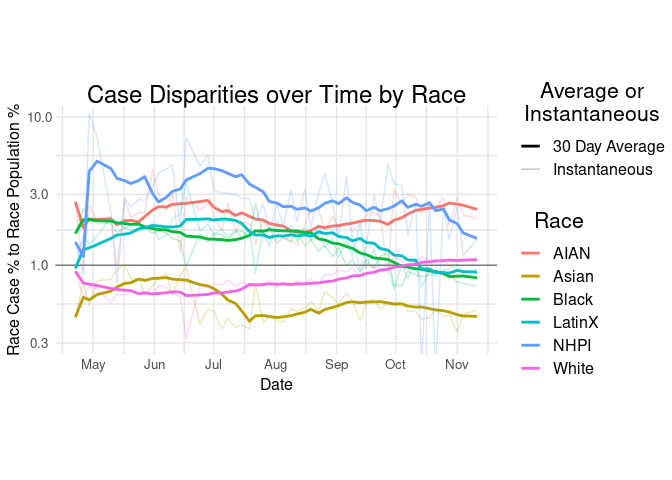 Case Disparities over Time by Race
Race Case % to Race Population %
10.0
3.0
1.0
0.3
May
Jun
Jul
Aug
Sep
Oct
Nov
Date
Average or
Instantaneous
30 Day Average
Instantaneous
Race
AIAN
Asian
Black
LatinX
NHPI
White